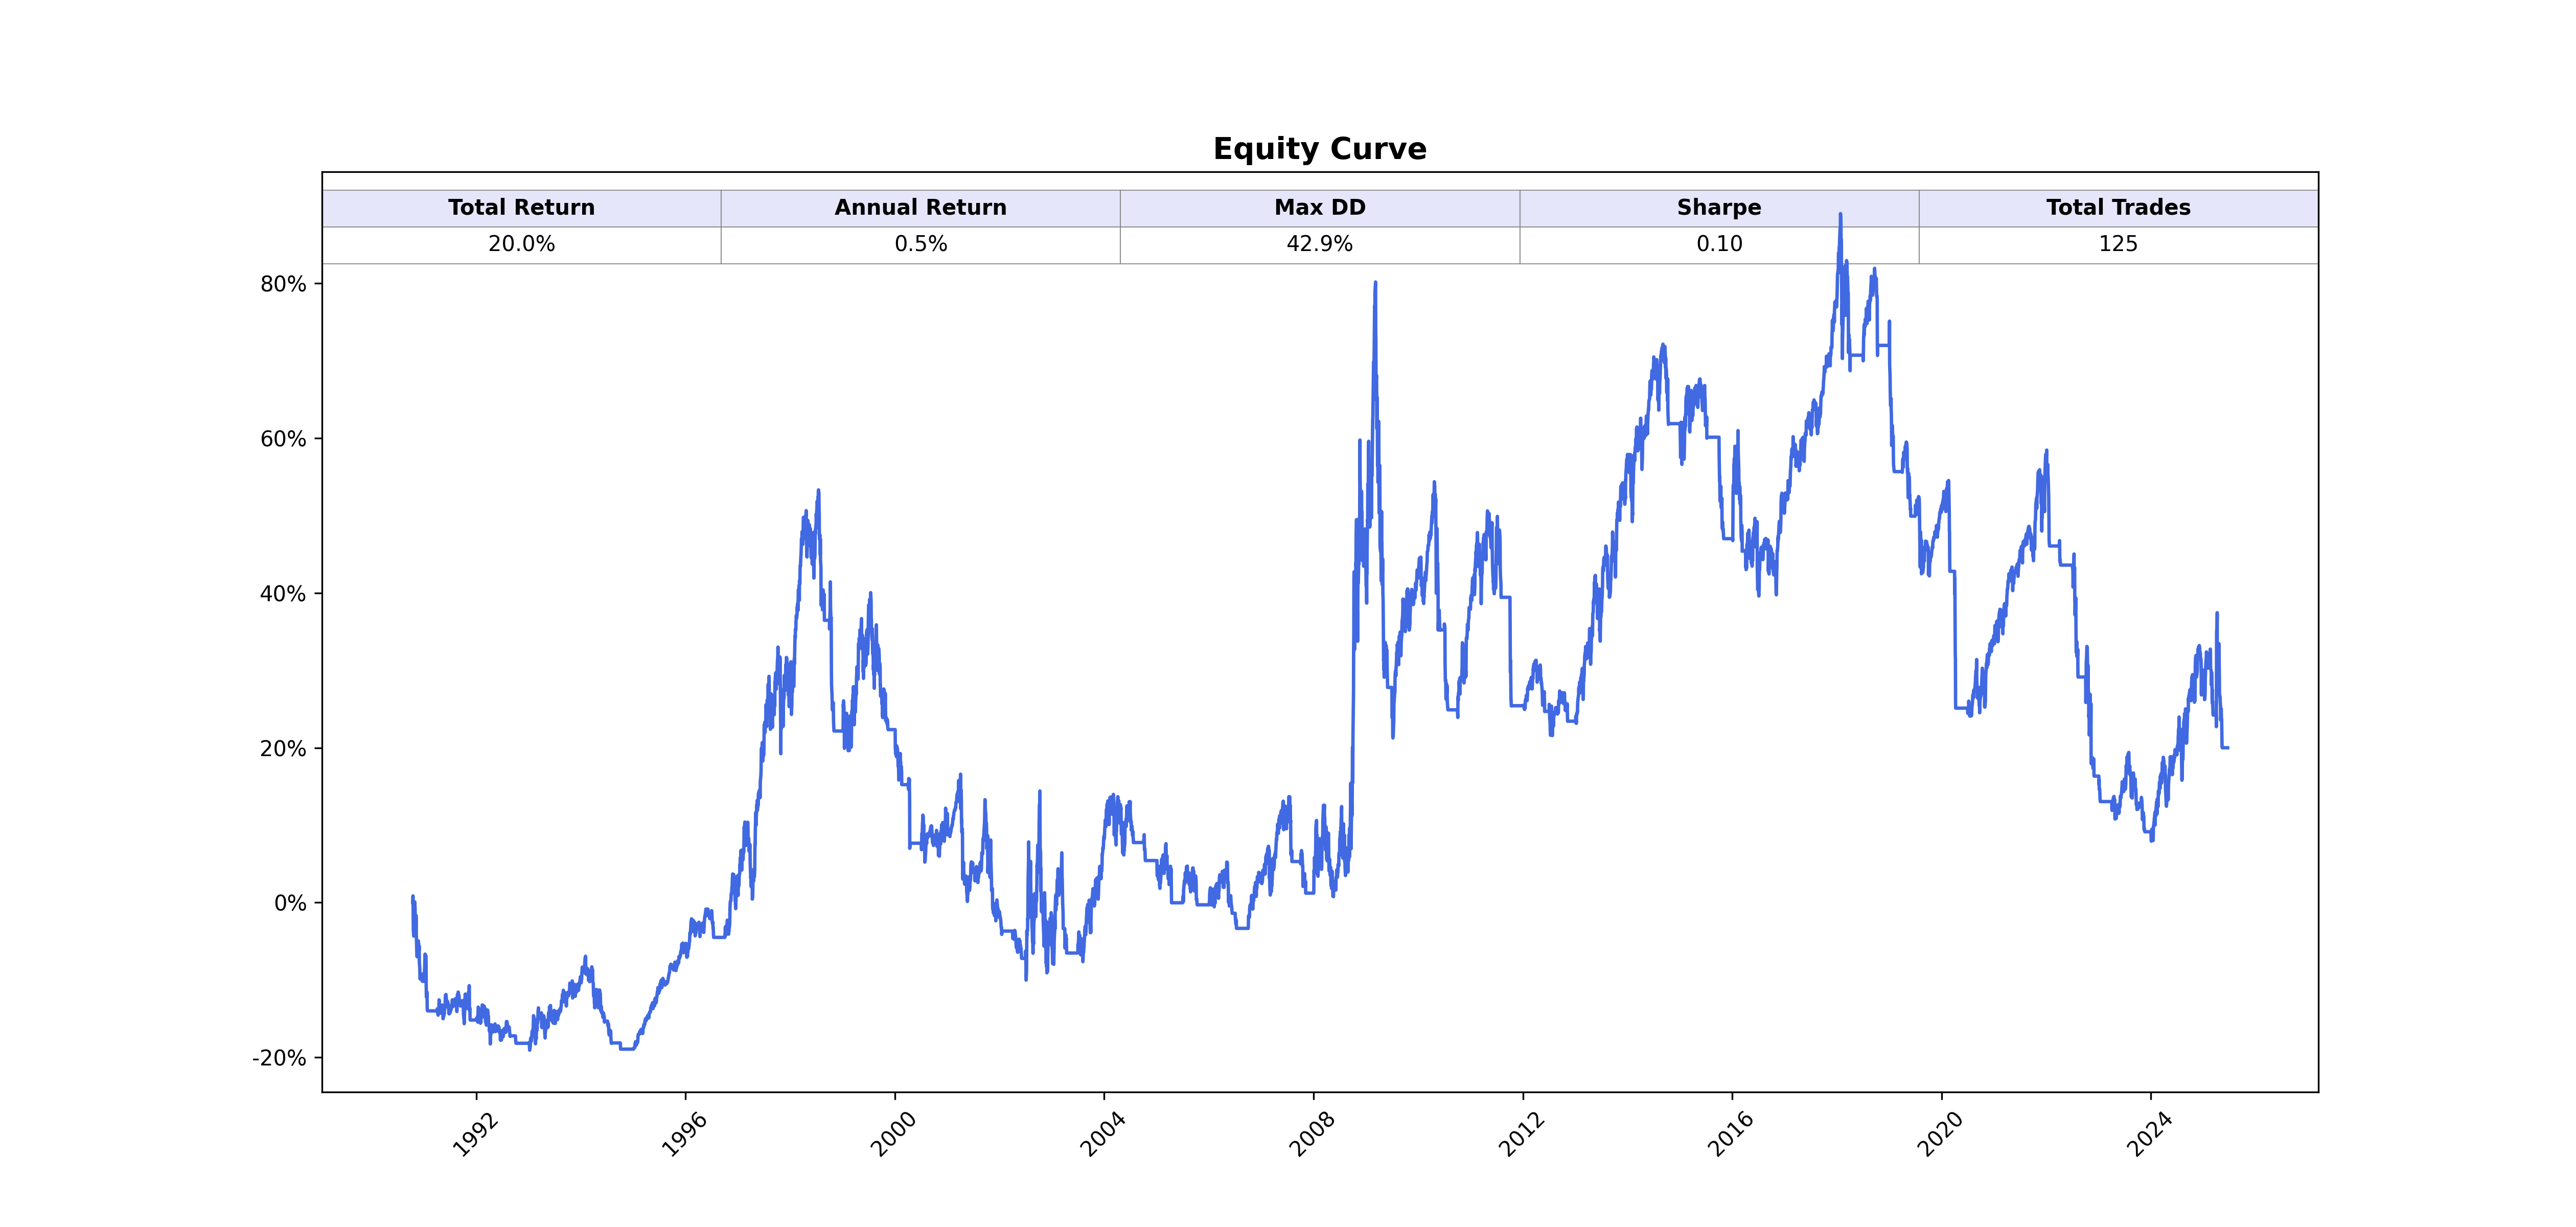 Equity Curve
Total Return Annual Return Max DD Sharpe Total Trades
20.0% 0.5% 42.9% 0.10 125
80%
60%
40%
20%
0%
-20%
1992 1996 2000 2004 2008 2012 2016 2020 2024